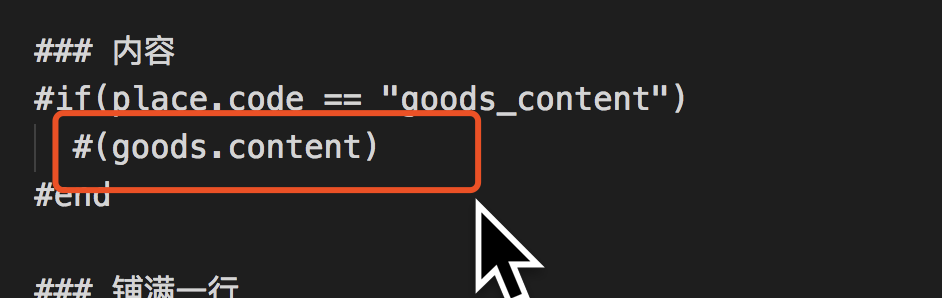 ### 内容
#if(place.code == "goods_content")
#(goods.content)
#end
### 铺满一行